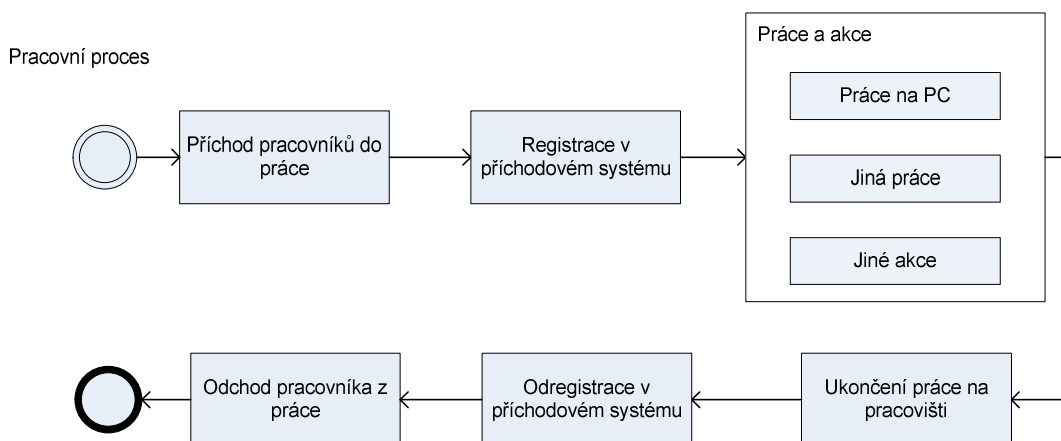 Pracovní proces
Příchod pracovníků do
práce
Registrace v
příchodovém systému
Práce a akce
Práce na PC
Jiná práce
Jiné akce
Ukončení práce na
pracovišti
Odregistrace v
příchodovém systému
Odchod pracovníka z
práce